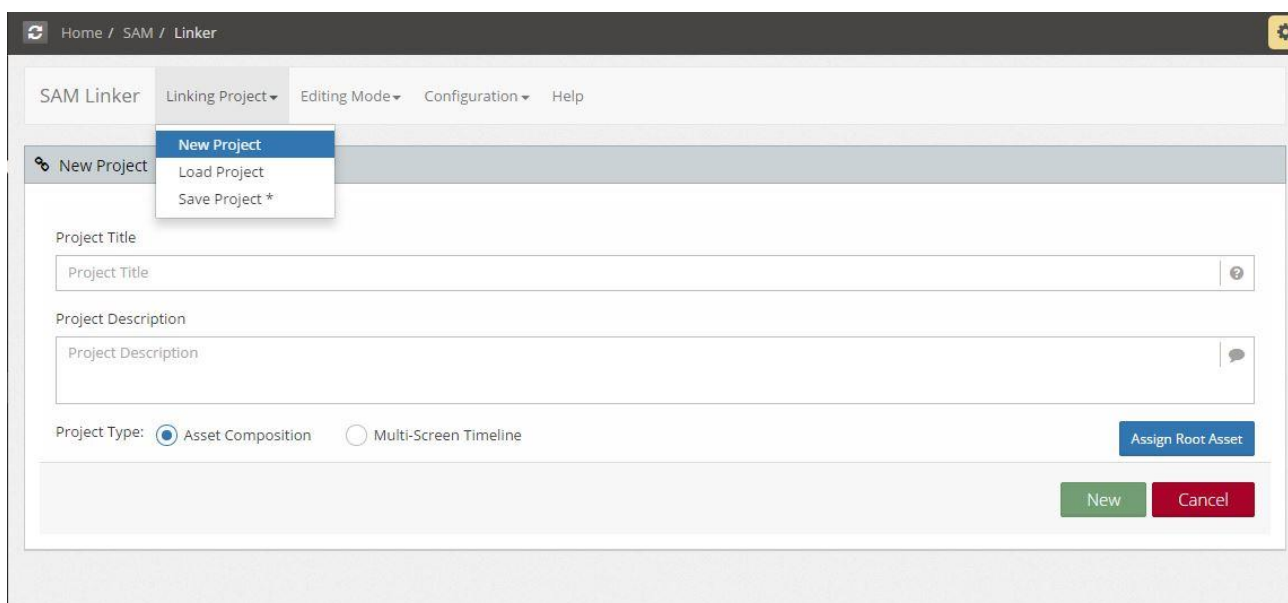 Home / SAM / Linker
SAM Linker Linking Project Editing Mode Configuration Help
New Project
Load Project
Save Project *
New Project
Project Title
Project Title
Project Description
Project Description
Project Type: Asset Composition Multi-Screen Timeline Assign Root Asset
New Cancel